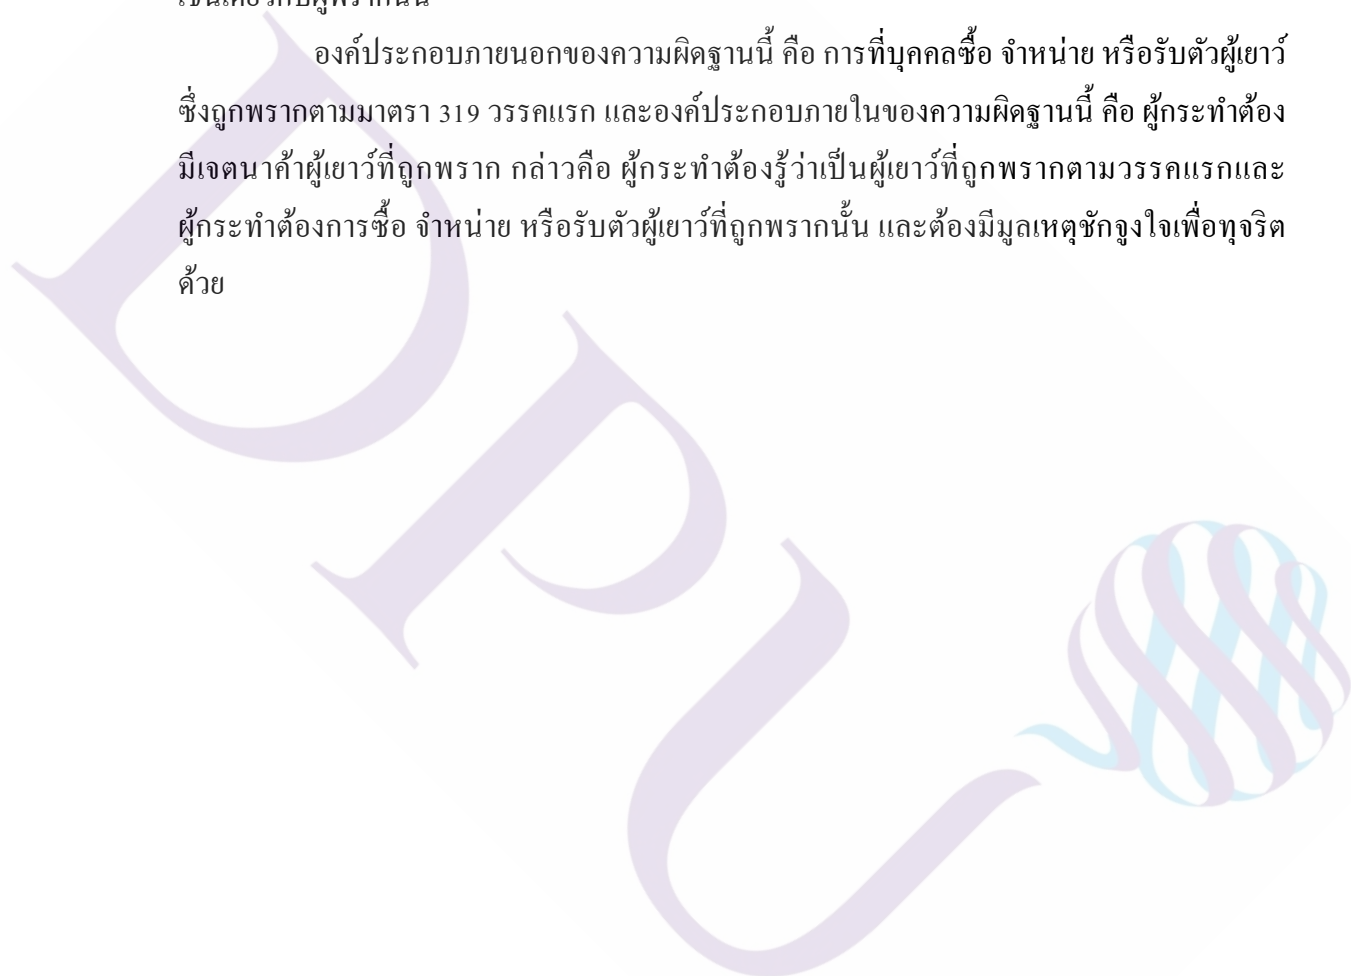 องค์ประกอบภายนอกของความผิดฐานนี้ คือ การที่บุคคลซื้อ จำหน่าย หรือรับตัวผู้เยาว์
ซึ่งถูกพรากตามมาตรา 319 วรรคแรก และองค์ประกอบภายในของความผิดฐานนี้ คือ ผู้กระทำต้อง
มีเจตนาค้าผู้เยาว์ที่ถูกพราก กล่าวคือ ผู้กระทำต้องรู้ว่าเป็นผู้เยาว์ที่ถูกพรากตามวรรคแรกและ
ผู้กระทำต้องการซื้อ จำหน่าย หรือรับตัวผู้เยาว์ที่ถูกพรากนั้น และต้องมีมูลเหตุชักจูงใจเพื่อทุจริต
ด้วย
DPU